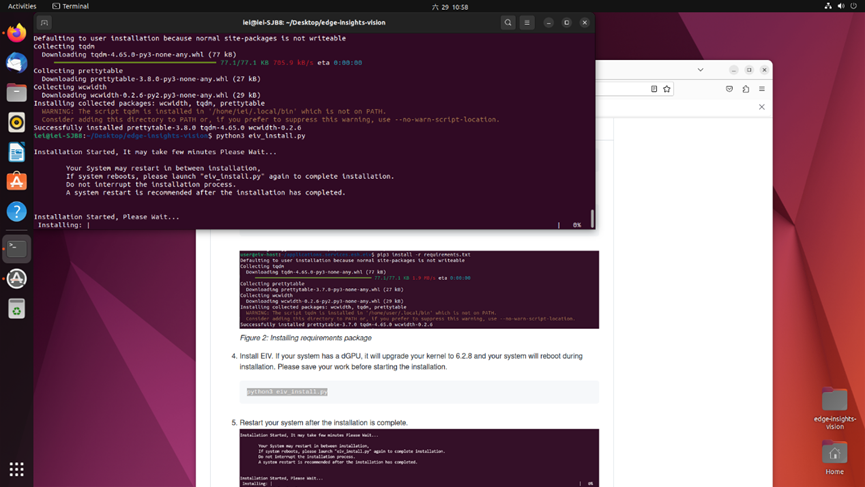 Activities
Terminal
六 29 10:58
iei@iei-SJB8: ~/Desktop/edge-insights-vision
Defaulting to user installation because normal site-packages is not writeable
Collecting tqdm
Downloading tqdm-4.65.0-py3-none-any.whl (77 kB)
77.1/77.1 KB 705.9 kB/s eta 0:00:00
Collecting prettytable
Downloading prettytable-3.8.0-py3-none-any.whl (27 kB)
Collecting wcwidth
Downloading wcwidth-0.2.6-py2.py3-none-any.whl (29 kB)
Installing collected packages: wcwidth, tqdm, prettytable
WARNING: The script tqdm is installed in '/home/iei/.local/bin' which is not on PATH.
Consider adding this directory to PATH or, if you prefer to suppress this warning, use --no-warn-script-location.
Successfully installed prettytable-3.8.0 tqdm-4.65.0 wcwidth-0.2.6
iei@iei-SJB8:~/Desktop/edge-insights-vision$ python3 eiv_install.py
Installation Started, It may take few minutes Please Wait...
Your System may restart in between installation,
If system reboots, please launch "eiv_install.py" again to complete installation.
Do not interrupt the installation process.
A system restart is recommended after the installation has completed.
Installation Started, Please Wait...
Installing: | | 0%
pip3 install -r requirements.txt
Defaulting to user installation because normal site-packages is not writeable
Collecting tqdm
Downloading tqdm-4.65.0-py3-none-any.whl (77 kB)
eta 0:00:00
Collecting prettytable
Downloading prettytable-3.7.0-py3-none-any.whl (27 kB)
Collecting wcwidth
Downloading wcwidth-0.2.6-py2.py3-none-any.whl (29 kB)
Installing collected packages: wcwidth, tqdm, prettytable
WARNING: The script tqdm is installed in '/home/user/.local/bin' which is not on PATH.
Consider adding this directory to PATH or, if you prefer to suppress this warning, use --no-warn-script-location.
Successfully installed prettytable-3.7.0 tqdm-4.65.0 wcwidth-0.2.6
Figure 2: Installing requirements package
4. Install EIV. If your system has a dGPU, it will upgrade your kernel to 6.2.8 and your system will reboot during
installation. Please save your work before starting the installation.
python3 eiv_install.py
5. Restart your system after the installation is complete.
Installation Started, It may take few minutes Please Wait...
Your System may restart in between installation,
If system reboots, please launch "eiv_install.py" again to complete installation.
Do not interrupt the installation process.
A system restart is recommended after the installation has completed.
Installation Started, Please Wait...
Installing: | | 0%
edge-insights-
vision
Home